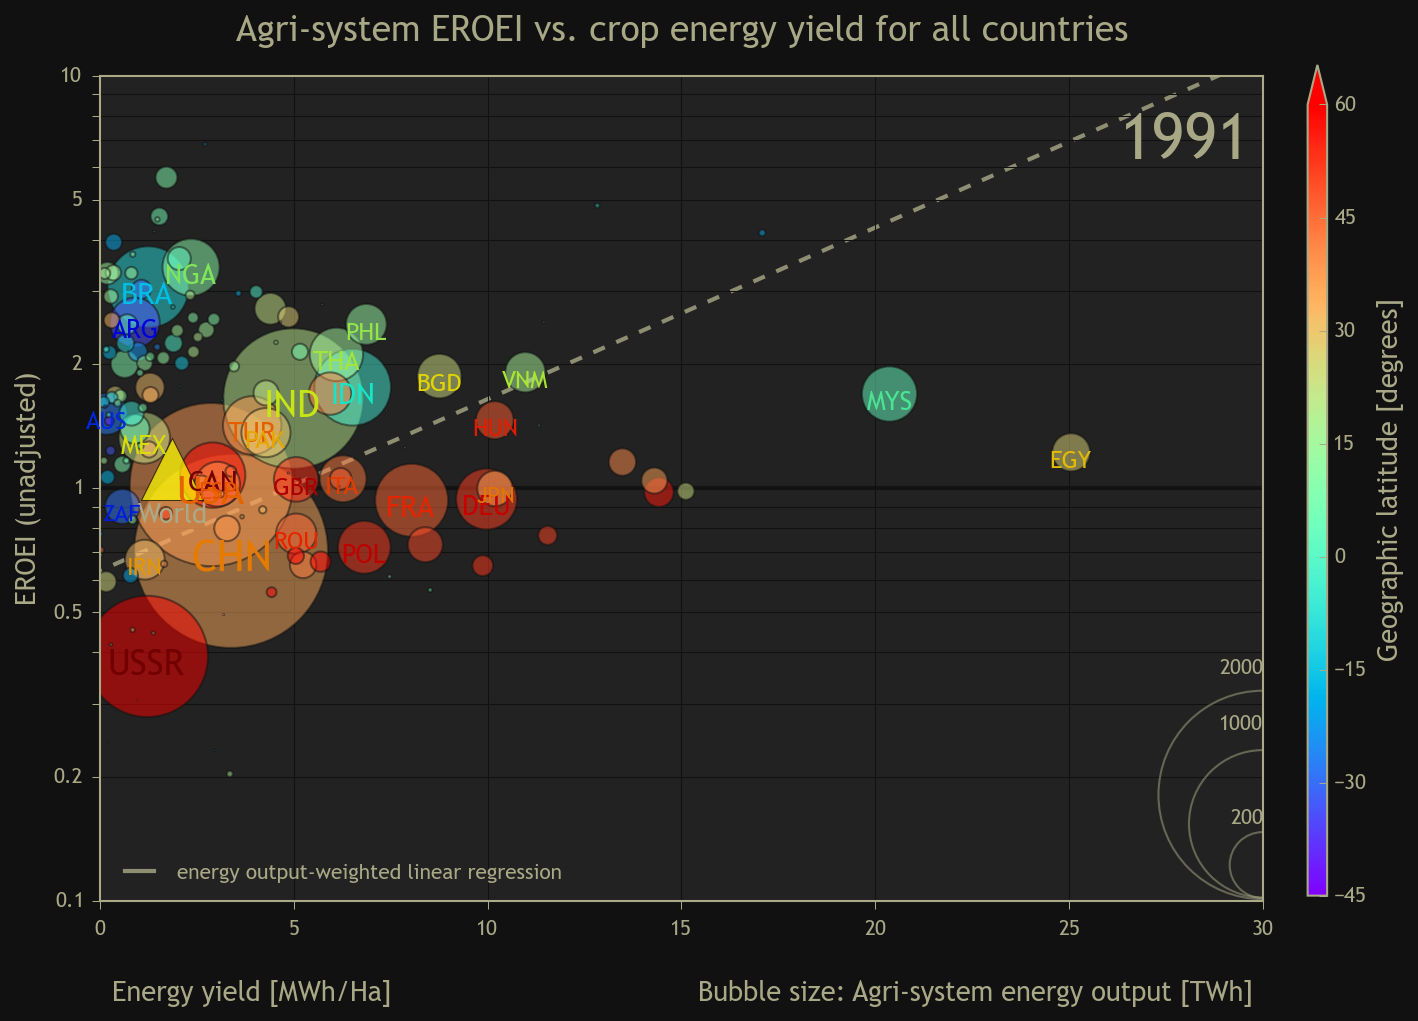 Agri-system EROEI vs. crop energy yield for all countries
1991
EROEI (unadjusted)
10
5
2
1
0.5
0.2
0.1
0
5
10
15
20
25
30
NGA
BRA
ARG
PHL
THA
IDN
IND
BGD
VNM
MYS
AUS
MEX
TUR
PAK
HUN
EGY
CAN
USA
GBR
ITA
FRA
DEU
JPN
ZAF
World
ROU
POL
CHN
IRN
USSR
2000
1000
200
energy output-weighted linear regression
Energy yield [MWh/Ha]
Bubble size: Agri-system energy output [TWh]
60
45
30
15
0
−15
−30
−45
Geographic latitude [degrees]